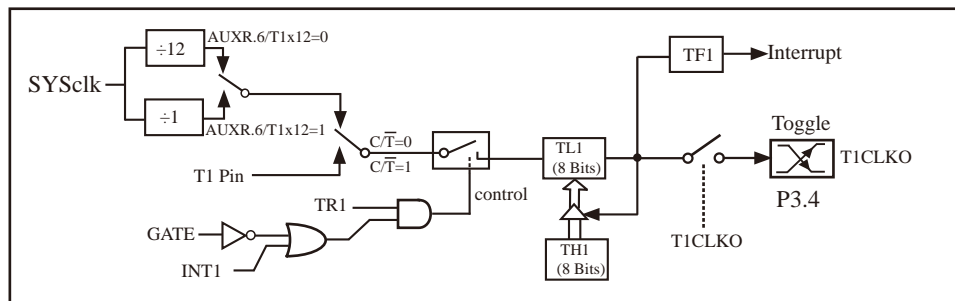 AUXR.6/T1x12=0
÷12
SYSclk
÷1
AUXR.6/T1x12=1
C/T̅=0
C/T̅=1
T1 Pin
TR1
control
GATE
INT1
TL1
(8 Bits)
TH1
(8 Bits)
TF1
Interrupt
Toggle
T1CLKO
P3.4
T1CLKO